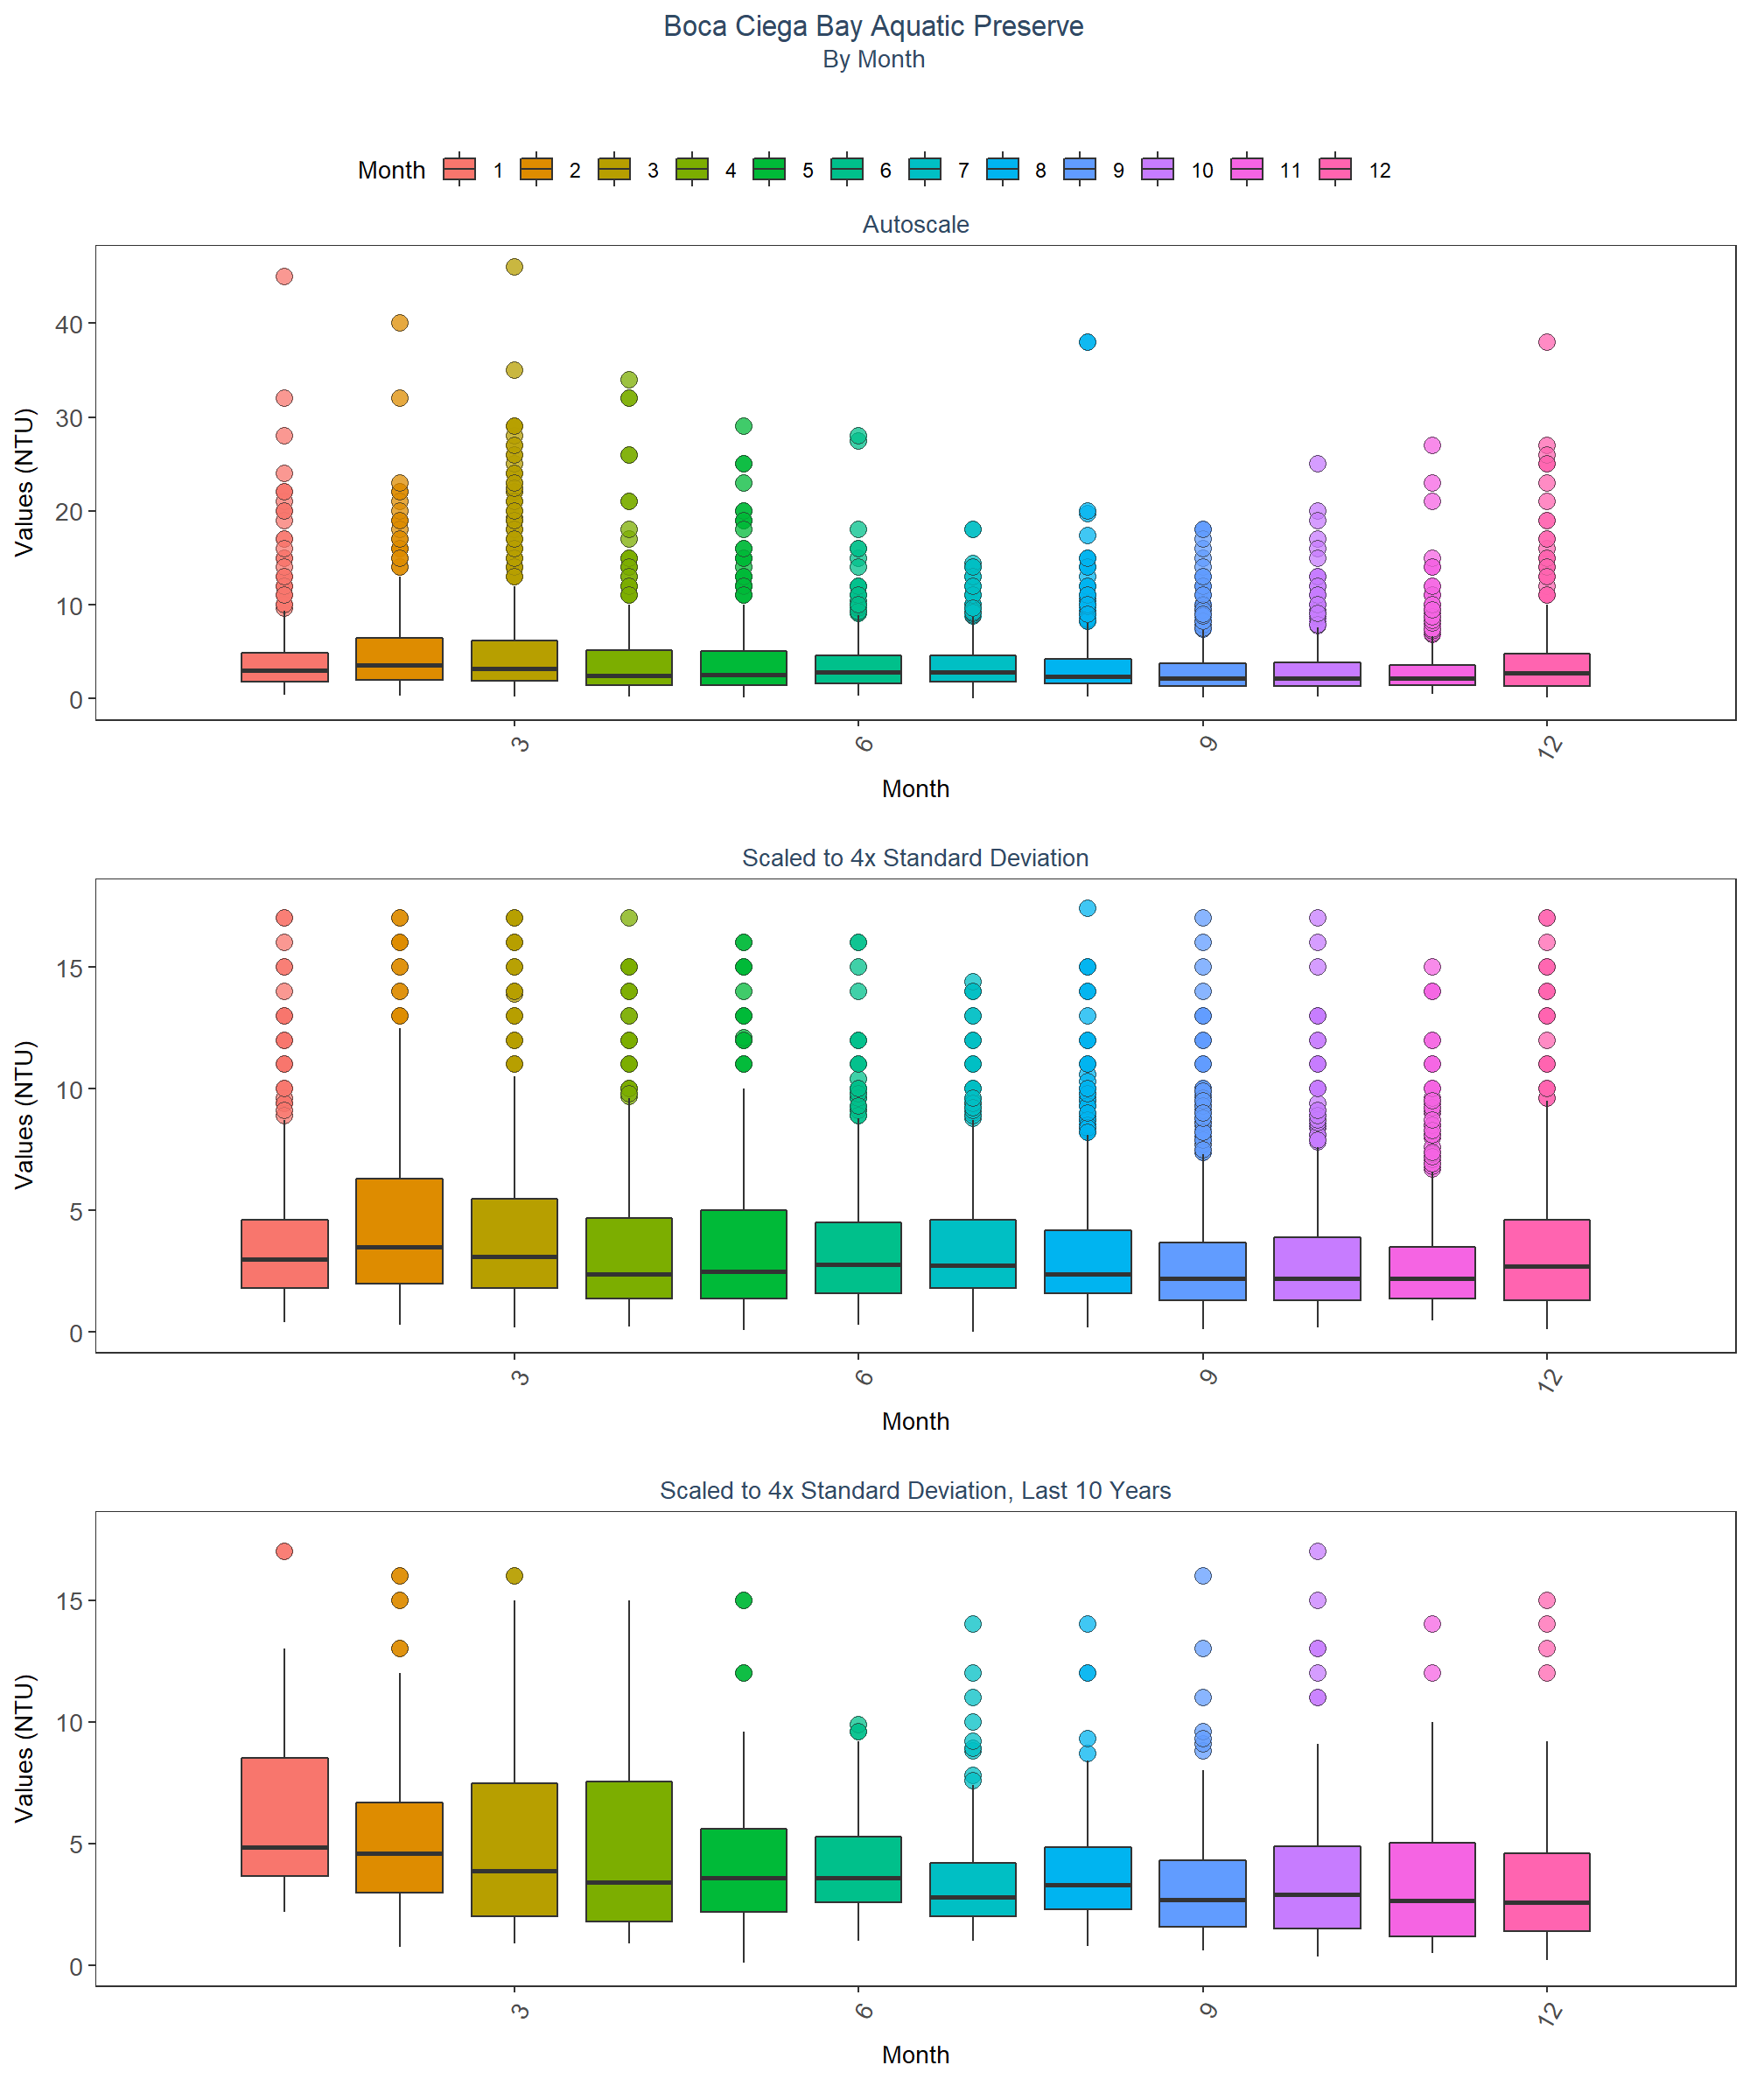 Boca Ciega Bay Aquatic Preserve
By Month
Month 1 2 3 4 5 6 7 8 9 10 11 12
Autoscale
Values (NTU)
40
30
20
10
0
3 6 9 12
Month
Scaled to 4x Standard Deviation
Values (NTU)
15
10
5
0
3 6 9 12
Month
Scaled to 4x Standard Deviation, Last 10 Years
Values (NTU)
15
10
5
0
3 6 9 12
Month